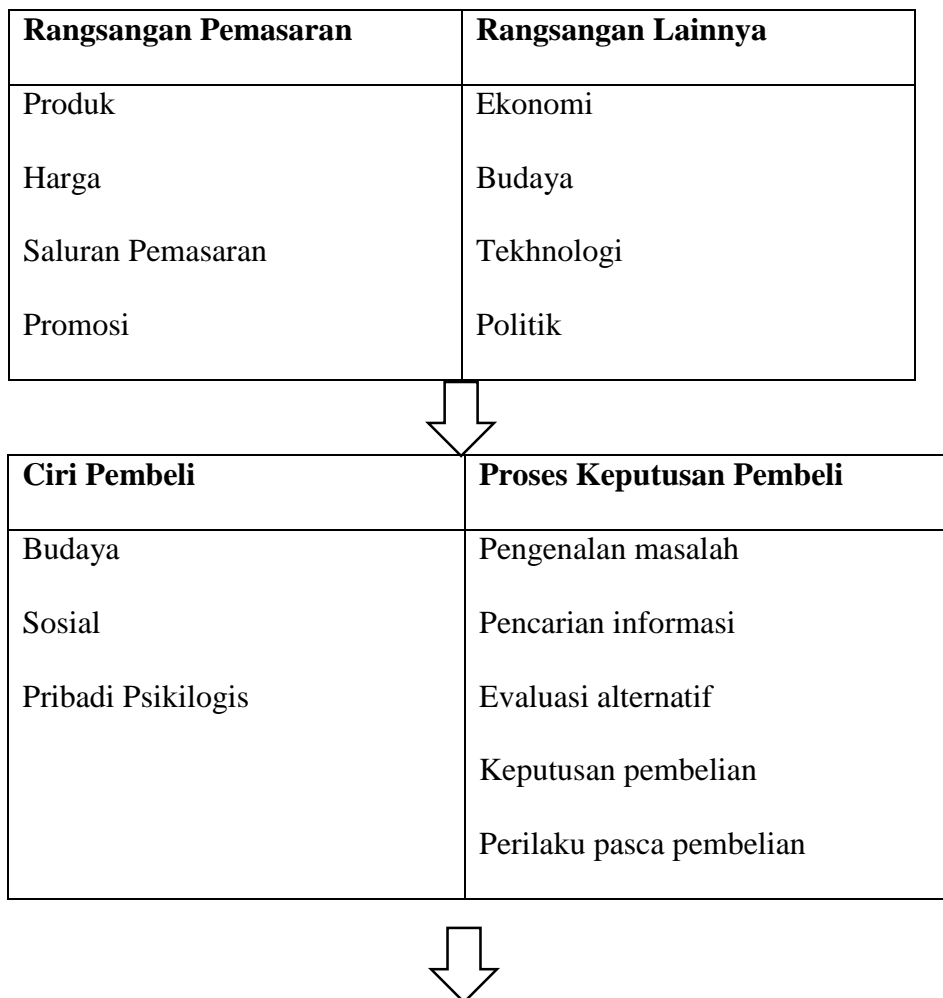 Rangsangan Pemasaran
Rangsangan Lainnya
Produk
Harga
Saluran Pemasaran
Promosi
Ekonomi
Budaya
Tekhnologi
Politik
Ciri Pembeli
Proses Keputusan Pembeli
Budaya
Sosial
Pribadi Psikilogis
Pengenalan masalah
Pencarian informasi
Evaluasi alternatif
Keputusan pembelian
Perilaku pasca pembelian